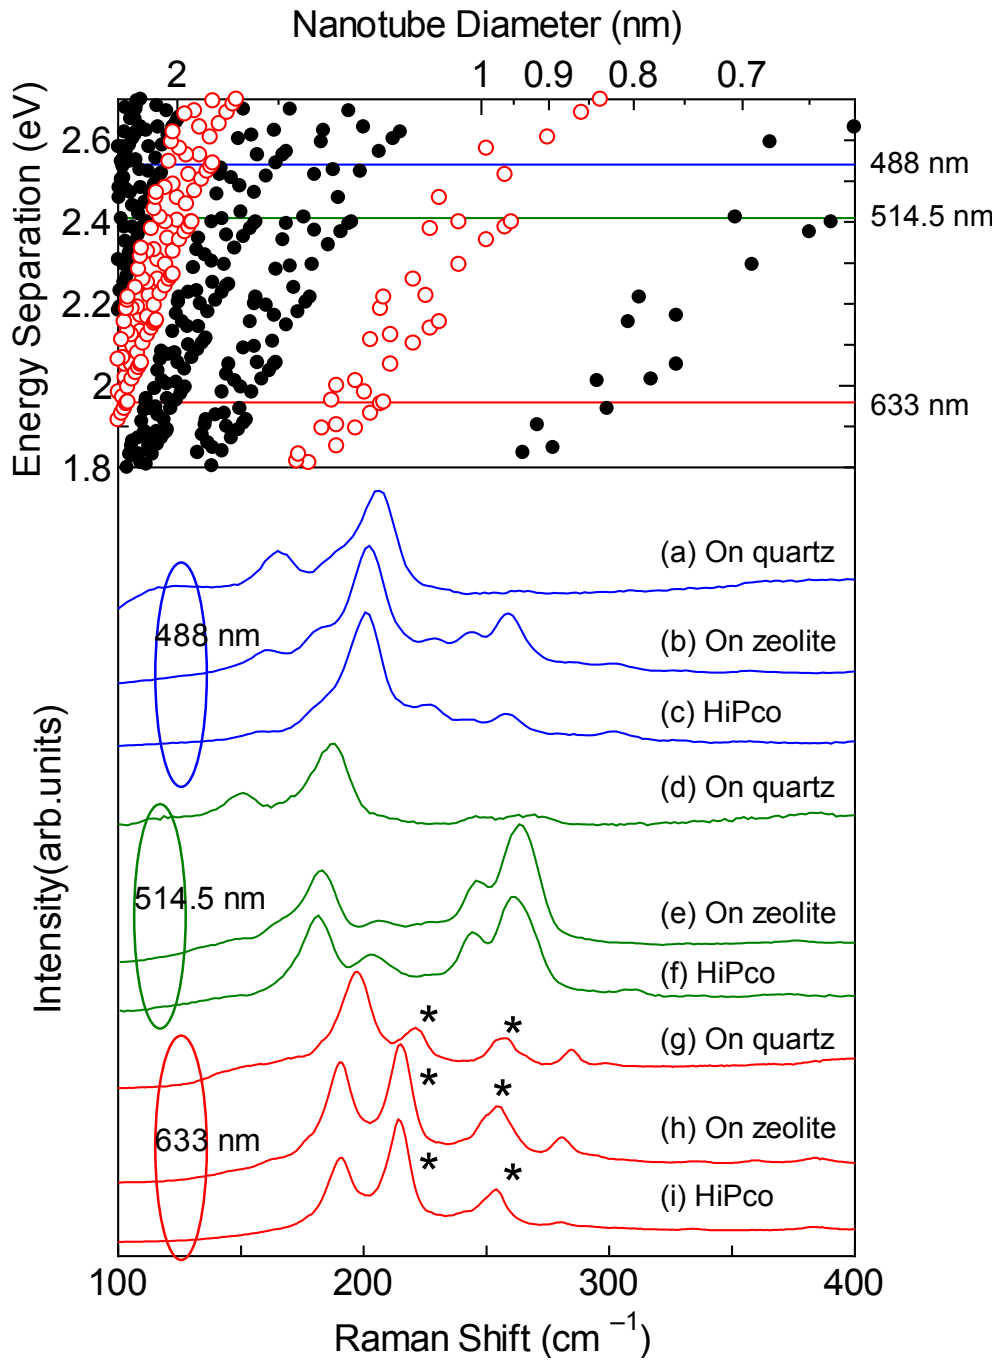 Nanotube Diameter (nm)
2 1 0.9 0.8 0.7
Energy Separation (eV)
2.6
2.4
2.2
2
1.8
488 nm
514.5 nm
633 nm
Intensity(arb.units)
(a) On quartz
488 nm
(b) On zeolite
(c) HiPco
(d) On quartz
514.5 nm
(e) On zeolite
(f) HiPco
(g) On quartz
* *
633 nm
(h) On zeolite
* *
(i) HiPco
* *
100 200 300 400
Raman Shift (cm⁻¹)